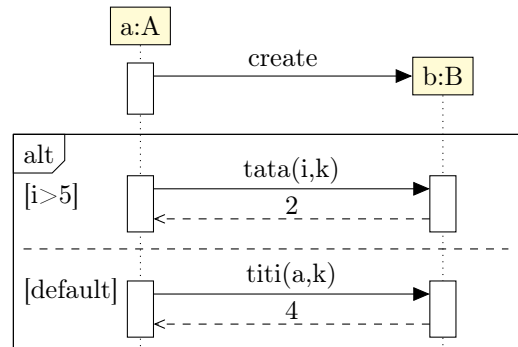 a:A
create
b:B
alt
tata(i,k)
[i>5]
2
titi(a,k)
[default]
4